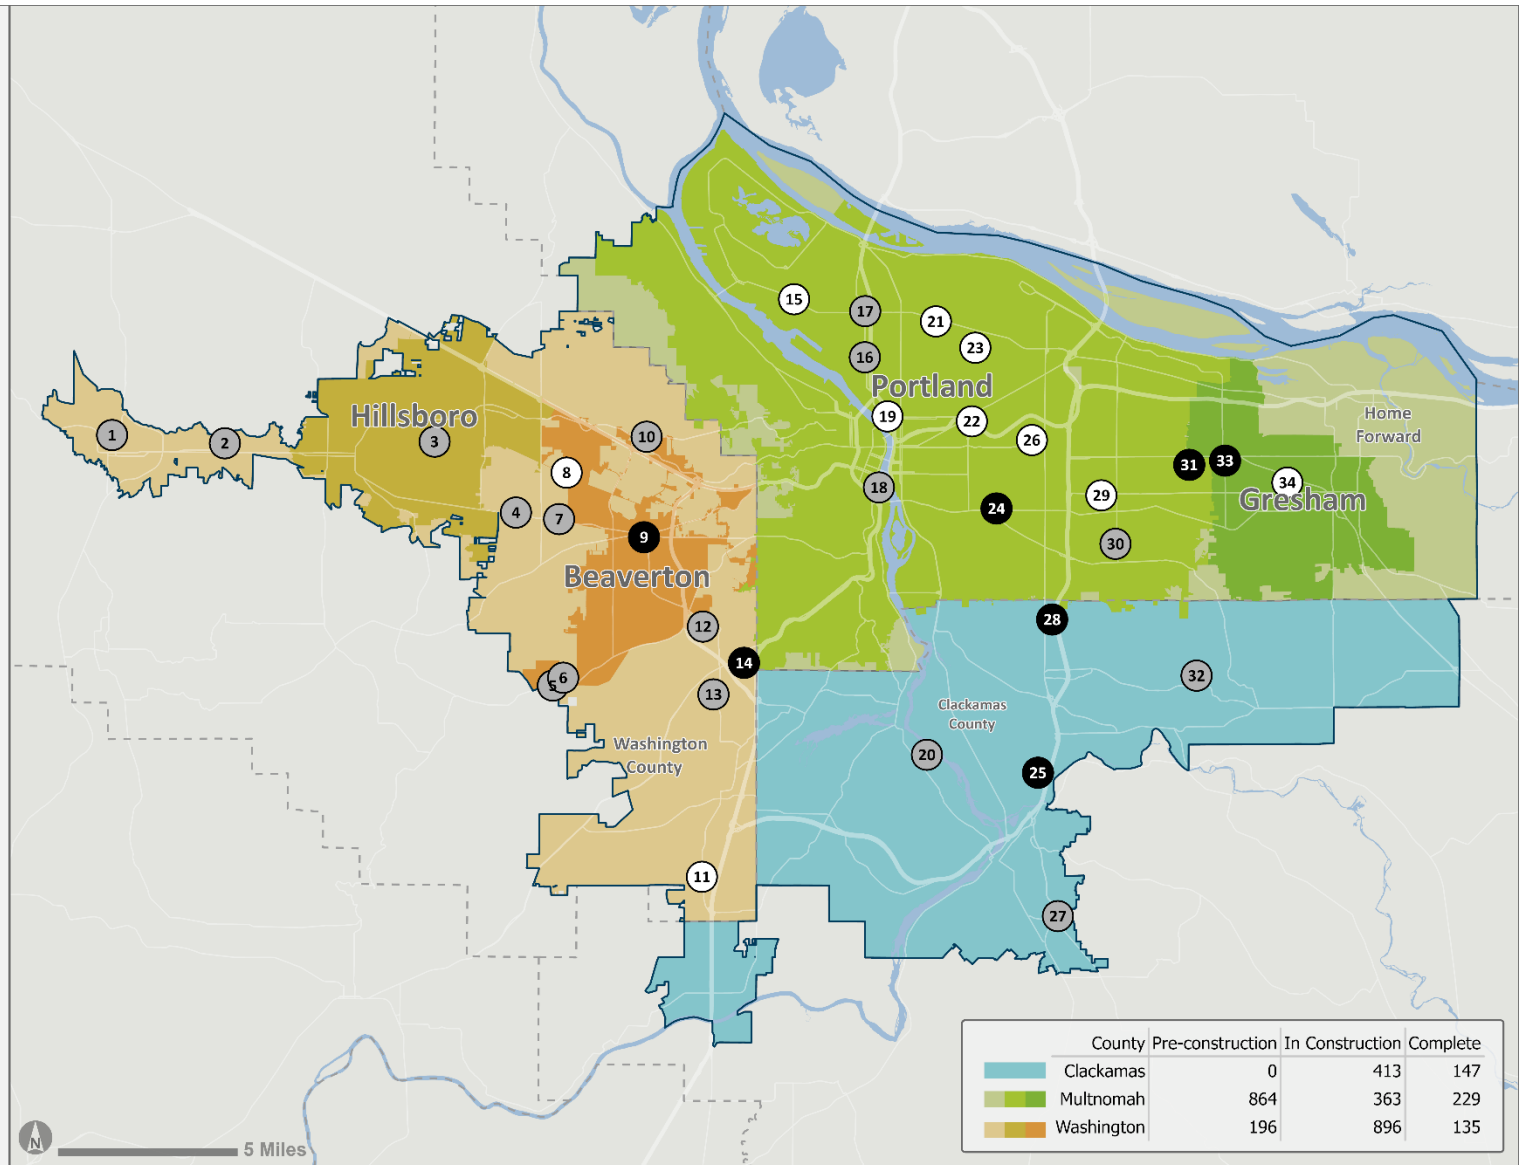 15
17
21
23
16
Portland
Hillsboro
Home
Forward
19
22
1
2
3
10
26
31
33
8
34
18
29
Gresham
4
7
24
9
30
Beaverton
28
12
14
32
6
5
13
Clackamas
County
Washington
County
20
25
11
27
County Pre-construction In Construction Complete
Clackamas 0 413 147
Multnomah 864 363 229
Washington 196 896 135
N
5 Miles